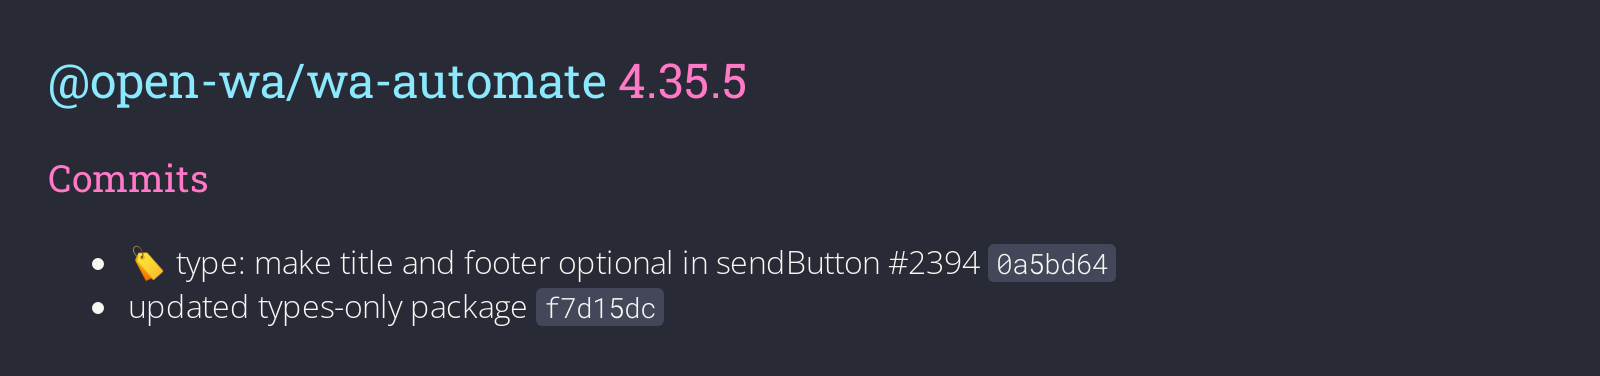 @open-wa/wa-automate 4.35.5
Commits
🏷️ type: make title and footer optional in sendButton #2394 0a5bd64
updated types-only package f7d15dc